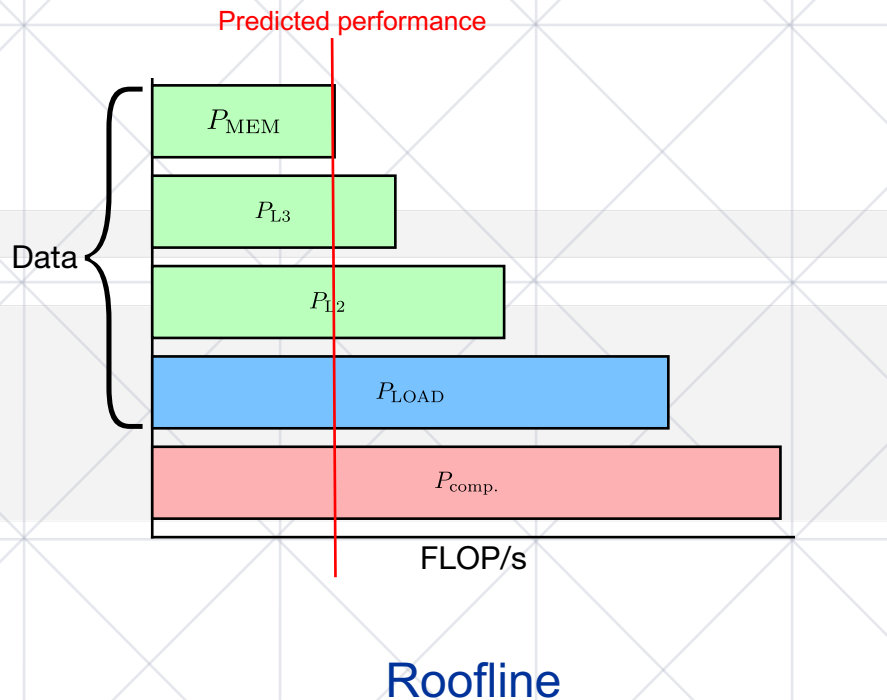 Predicted performance
P_MEM
P_L3
Data
P_L2
P_LOAD
P_comp.
FLOP/s
Roofline